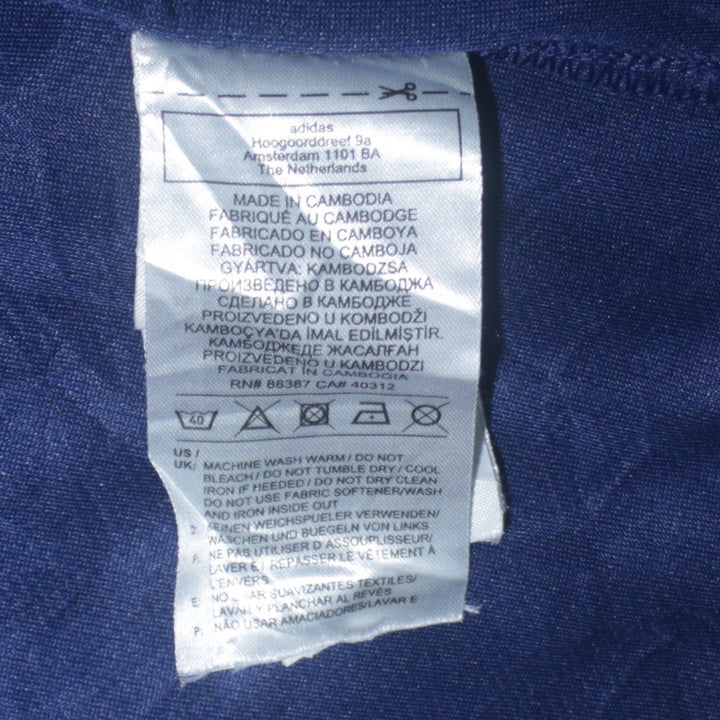 adidas
Hoogoorddreef 9a
Amsterdam 1101 BA
The Netherlands
MADE IN CAMBODIA
FABRIQUÉ AU CAMBODGE
FABRICADO EN CAMBOYA
FABRICADO NO CAMBOJA
GYÁRTVA: KAMBODZSA
ПРОИЗВЕДЕНО В КАМБОДЖА
СДЕЛАНО В КАМБОДЖЕ
PROIZVEDENO U KOMBODŽI
KAMBOÇYA'DA İMAL EDİLMİŞTİR.
КАМБОДЖЕДЕ ЖАСАЛҒАН
PROIZVEDENO U KAMBODZI
FABRICAT ÎN CAMBOGIA
RN# 88387 CA# 40312
40
US /
UK: MACHINE WASH WARM / DO NOT
BLEACH / DO NOT TUMBLE DRY / COOL
IRON IF NEEDED / DO NOT DRY CLEAN
DO NOT USE FABRIC SOFTENER/WASH
AND IRON INSIDE OUT
D: KEINEN WEICHSPUELER VERWENDEN/
WASCHEN UND BUEGELN VON LINKS
F: NE PAS UTILISER D ASSOUPLISSEUR/
LAVER ET REPASSER LE VÊTEMENT À
L'ENVERS
E: NO USAR SUAVIZANTES TEXTILES/
LAVAR Y PLANCHAR AL REVÉS
P: NÃO USAR AMACIADORES/LAVAR E